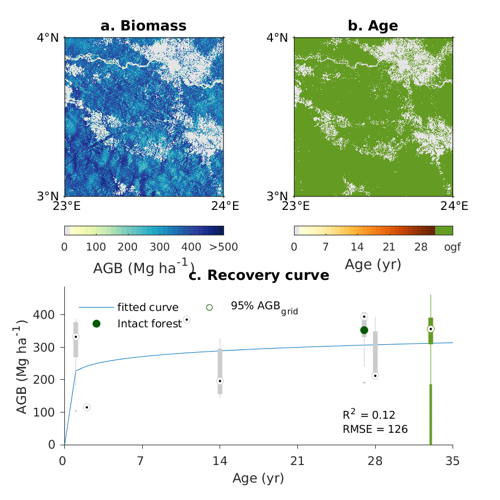 a. Biomass
b. Age
4°N
3°N
23°E
24°E
4°N
3°N
23°E
24°E
0 100 200 300 400 >500
AGB (Mg ha⁻¹)
0 7 14 21 28 ogf
Age (yr)
c. Recovery curve
AGB (Mg ha⁻¹)
400
300
200
100
0
fitted curve
95% AGB_grid
Intact forest
R² = 0.12
RMSE = 126
0 7 14 21 28 35
Age (yr)